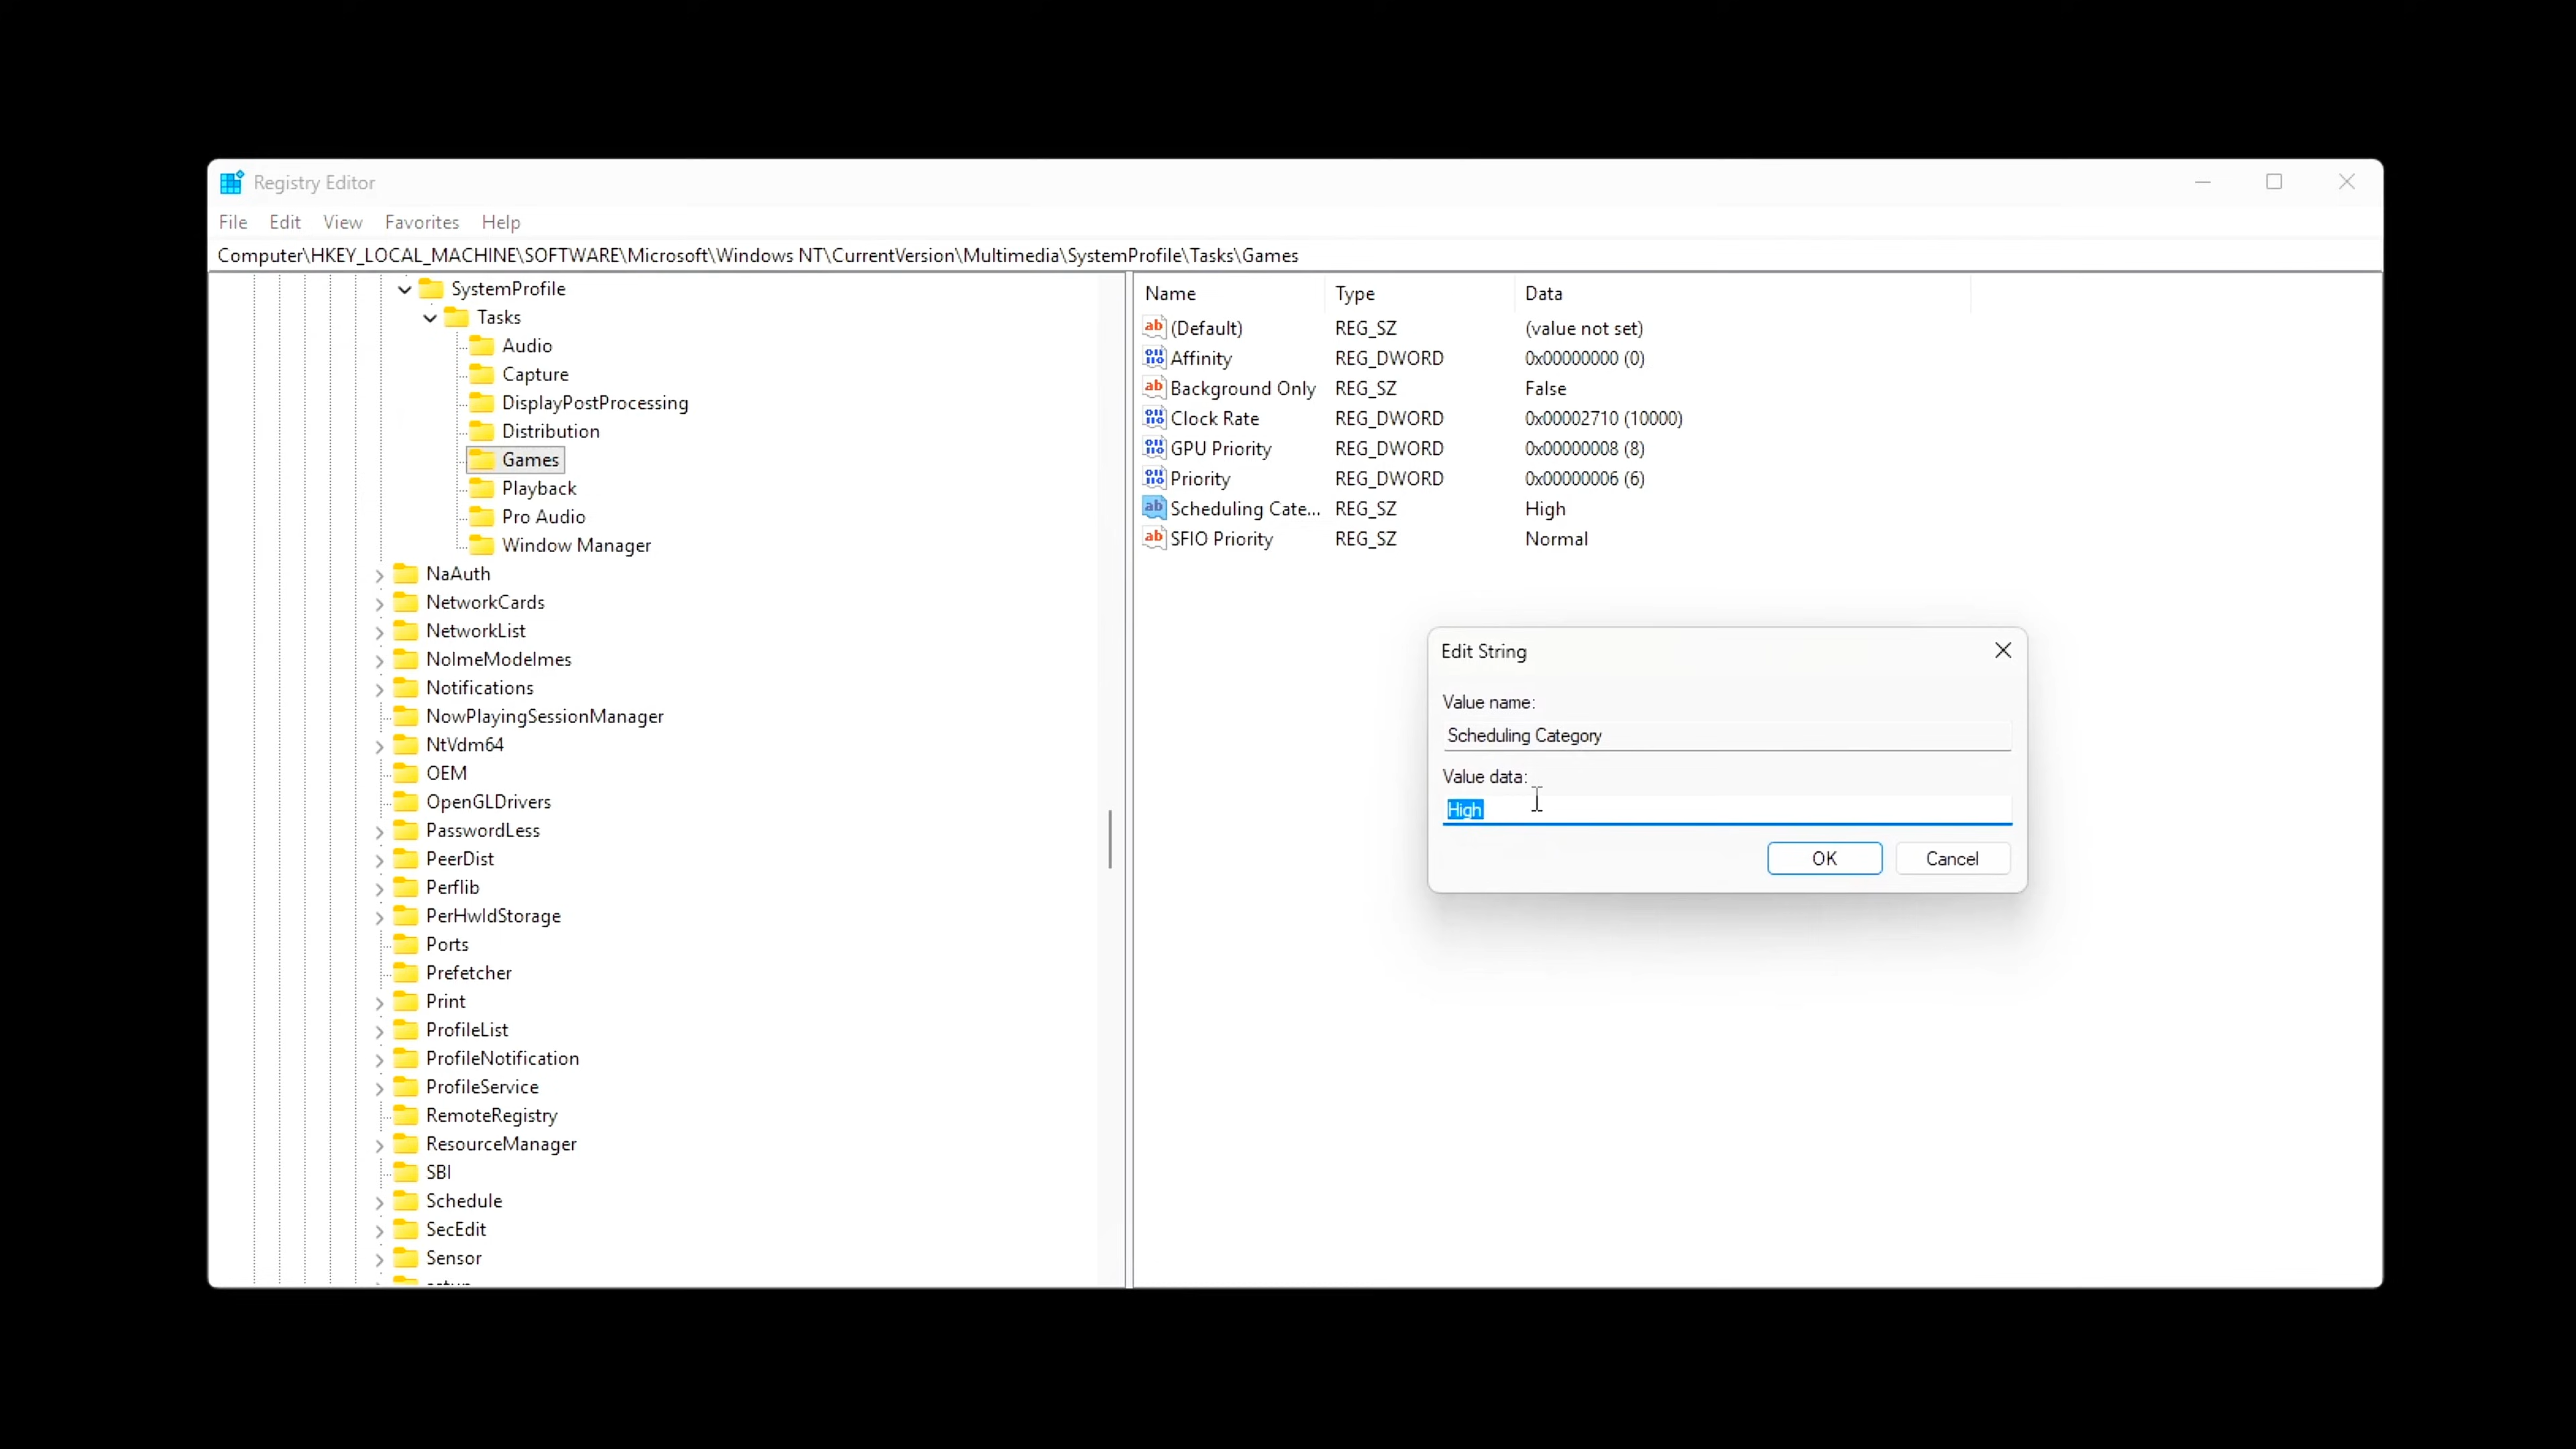 Registry Editor
File Edit View Favorites Help
Computer\HKEY_LOCAL_MACHINE\SOFTWARE\Microsoft\Windows NT\CurrentVersion\Multimedia\SystemProfile\Tasks\Games
SystemProfile
Tasks
Audio
Capture
DisplayPostProcessing
Distribution
Games
Playback
Pro Audio
Window Manager
NaAuth
NetworkCards
NetworkList
NoImeModeImes
Notifications
NowPlayingSessionManager
NtVdm64
OEM
OpenGLDrivers
PasswordLess
PeerDist
Perflib
PerHwIdStorage
Ports
Prefetcher
Print
ProfileList
ProfileNotification
ProfileService
RemoteRegistry
ResourceManager
SBI
Schedule
SecEdit
Sensor
Name Type Data
(Default) REG_SZ (value not set)
Affinity REG_DWORD 0x00000000 (0)
Background Only REG_SZ False
Clock Rate REG_DWORD 0x00002710 (10000)
GPU Priority REG_DWORD 0x00000008 (8)
Priority REG_DWORD 0x00000006 (6)
Scheduling Cate... REG_SZ High
SFIO Priority REG_SZ Normal
Edit String
Value name:
Scheduling Category
Value data:
High
OK Cancel